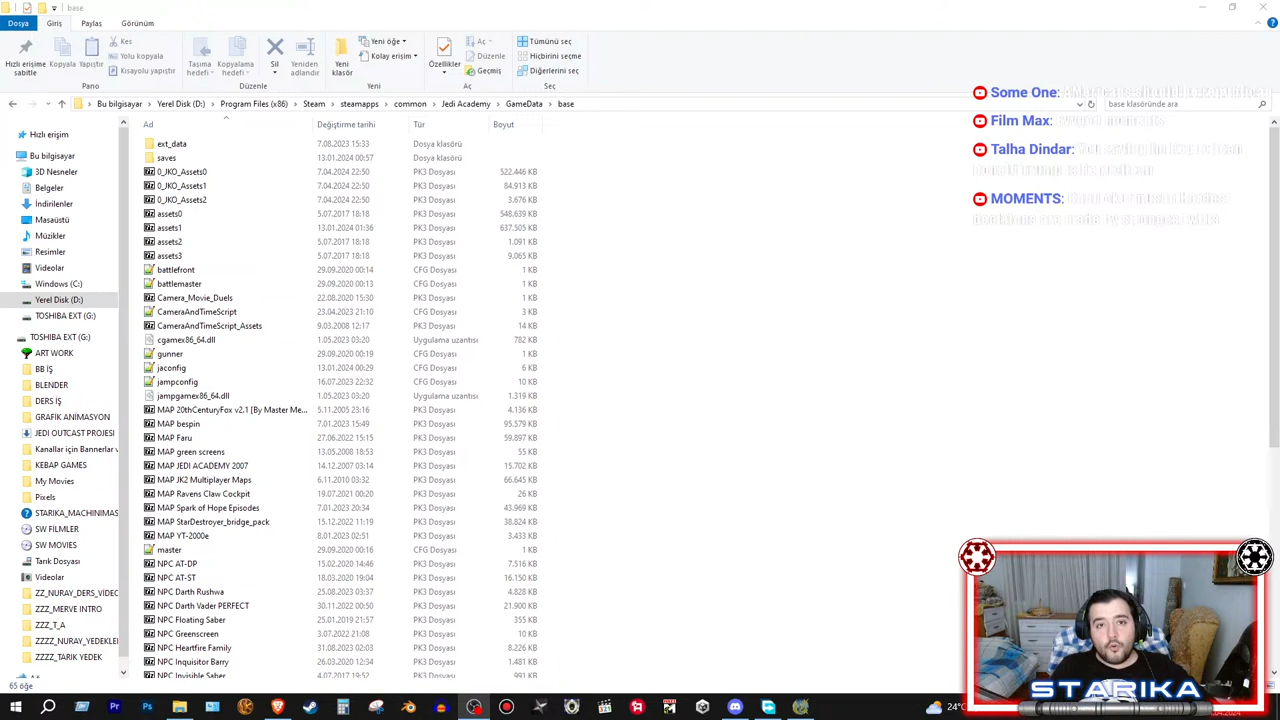 base
Dosya Giriş Paylaş Görünüm
Hızlı erişime sabitle
Kopyala
Yapıştır
Kes
Yolu kopyala
Kısayolu yapıştır
Taşıma hedefi
Kopyalama hedefi
Sil
Yeniden adlandır
Yeni klasör
Yeni öğe
Kolay erişim
Özellikler
Aç
Düzenle
Geçmiş
Tümünü seç
Hiçbirini seçme
Diğerlerini seç
Pano Düzenle Yeni Aç Seç
Bu bilgisayar Yerel Disk (D:) Program Files (x86) Steam steamapps common Jedi Academy GameData base
base klasöründe ara
Ad Değiştirme tarihi Tür Boyut
Hızlı erişim
Bu bilgisayar
3D Nesneler
Belgeler
İndirilenler
Masaüstü
Müzikler
Resimler
Videolar
Windows (C:)
Yerel Disk (D:)
TOSHIBA EXT (G:)
TOSHIBA EXT (G:)
ART WORK
BB İŞ
BLENDER
DERS İŞ
GRAFİK ANİMASYON
JEDI OUTCAST PROJESI
Kanallar için Bannerlar v
KEBAP GAMES
My Movies
Pixels
STARIKA_MACHINIMAS
SW FİLMLER
SW MOVIES
Tarık Dosyası
Videolar
ZZ_NURAY_DERS_VİDEO
ZZZ_MERVE INTRO
ZZZ_T_A
ZZZZ_NURAY_YEDEKLE
ZZZZ_TARIK YEDEK
ext_data 7.08.2023 15:33 Dosya klasörü
saves 13.01.2024 00:57 Dosya klasörü
0_JKO_Assets0 7.04.2024 22:50 PK3 Dosyası 522.446 KB
0_JKO_Assets1 7.04.2024 22:50 PK3 Dosyası 84.913 KB
0_JKO_Assets2 7.04.2024 22:50 PK3 Dosyası 3.676 KB
assets0 5.07.2017 18:18 PK3 Dosyası 548.639 KB
assets1 13.01.2024 01:36 PK3 Dosyası 637.505 KB
assets2 5.07.2017 18:18 PK3 Dosyası 1.091 KB
assets3 5.07.2017 18:18 PK3 Dosyası 9.065 KB
battlefront 29.09.2020 00:14 CFG Dosyası 1 KB
battlemaster 29.09.2020 00:13 CFG Dosyası 1 KB
Camera_Movie_Duels 22.08.2020 15:30 PK3 Dosyası 1 KB
CameraAndTimeScript 23.04.2023 21:10 CFG Dosyası 3 KB
CameraAndTimeScript_Assets 9.03.2008 12:17 PK3 Dosyası 14 KB
cgamex86_64.dll 1.05.2023 03:20 Uygulama uzantısı 782 KB
gunner 29.09.2020 00:19 CFG Dosyası 1 KB
jaconfig 13.01.2024 00:29 CFG Dosyası 6 KB
jampconfig 16.07.2023 22:32 CFG Dosyası 10 KB
jampgamex86_64.dll 1.05.2023 03:20 Uygulama uzantısı 1.319 KB
MAP 20thCenturyFox v2.1 [By Master Me... 5.11.2005 23:16 PK3 Dosyası 4.136 KB
MAP bespin 7.01.2023 15:49 PK3 Dosyası 95.579 KB
MAP Faru 27.06.2022 15:15 PK3 Dosyası 59.897 KB
MAP green screens 13.05.2008 18:53 PK3 Dosyası 55 KB
MAP JEDI ACADEMY 2007 14.12.2007 03:14 PK3 Dosyası 15.702 KB
MAP JK2 Multiplayer Maps 6.11.2010 03:32 PK3 Dosyası 66.645 KB
MAP Ravens Claw Cockpit 19.07.2021 00:20 PK3 Dosyası 26 KB
MAP Spark of Hope Episodes 7.01.2023 20:34 PK3 Dosyası 43.969 KB
MAP StarDestroyer_bridge_pack 15.12.2022 11:19 PK3 Dosyası 38.824 KB
MAP YT-2000e 8.01.2023 02:51 PK3 Dosyası 3.433 KB
master 29.09.2020 00:16 CFG Dosyası 1 KB
NPC AT-DP 15.02.2020 14:46 PK3 Dosyası 7.516 KB
NPC AT-ST 18.03.2020 19:04 PK3 Dosyası 16.150 KB
NPC Darth Rushwa 25.08.2023 03:37 PK3 Dosyası 4.828 KB
NPC Darth Vader PERFECT 30.11.2022 00:50 PK3 Dosyası 21.900 KB
NPC Floating Saber 25.01.2019 21:57 PK3 Dosyası 355 KB
NPC Greenscreen 3.07.2022 21:08 PK3 Dosyası 10 KB
NPC Heartfire Family 31.08.2023 02:03 PK3 Dosyası 8.226 KB
NPC Inquisitor Barry 26.03.2020 12:34 PK3 Dosyası 1.481 KB
NPC Invisible Saber 4.07.2017 19:52 PK3 Dosyası 991 KB
65 öğe
Some One:
Film Max:
Talha Dindar:
MOMENTS:
STARIKA
24°C